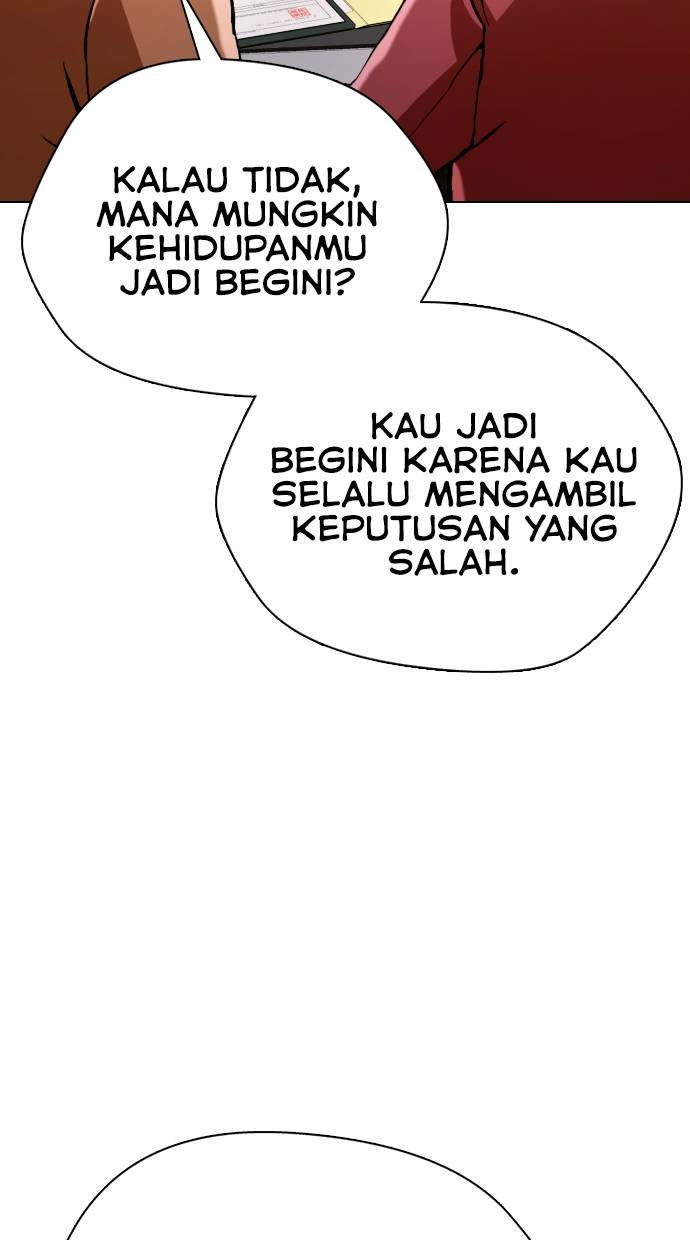 KALAU TIDAK,
MANA MUNGKIN
KEHIDUPANMU
JADI BEGINI?
KAU JADI
BEGINI KARENA KAU
SELALU MENGAMBIL
KEPUTUSAN YANG
SALAH.